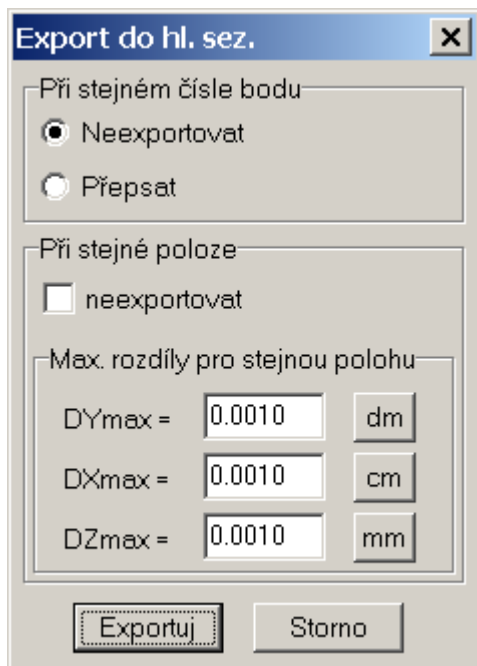 Export do hl. sez.
Při stejném čísle bodu
Neexportovat
Přepsat
Při stejné poloze
neexportovat
Max. rozdíly pro stejnou polohu
DYmax = 0.0010 dm
DXmax = 0.0010 cm
DZmax = 0.0010 mm
Exportuj Storno